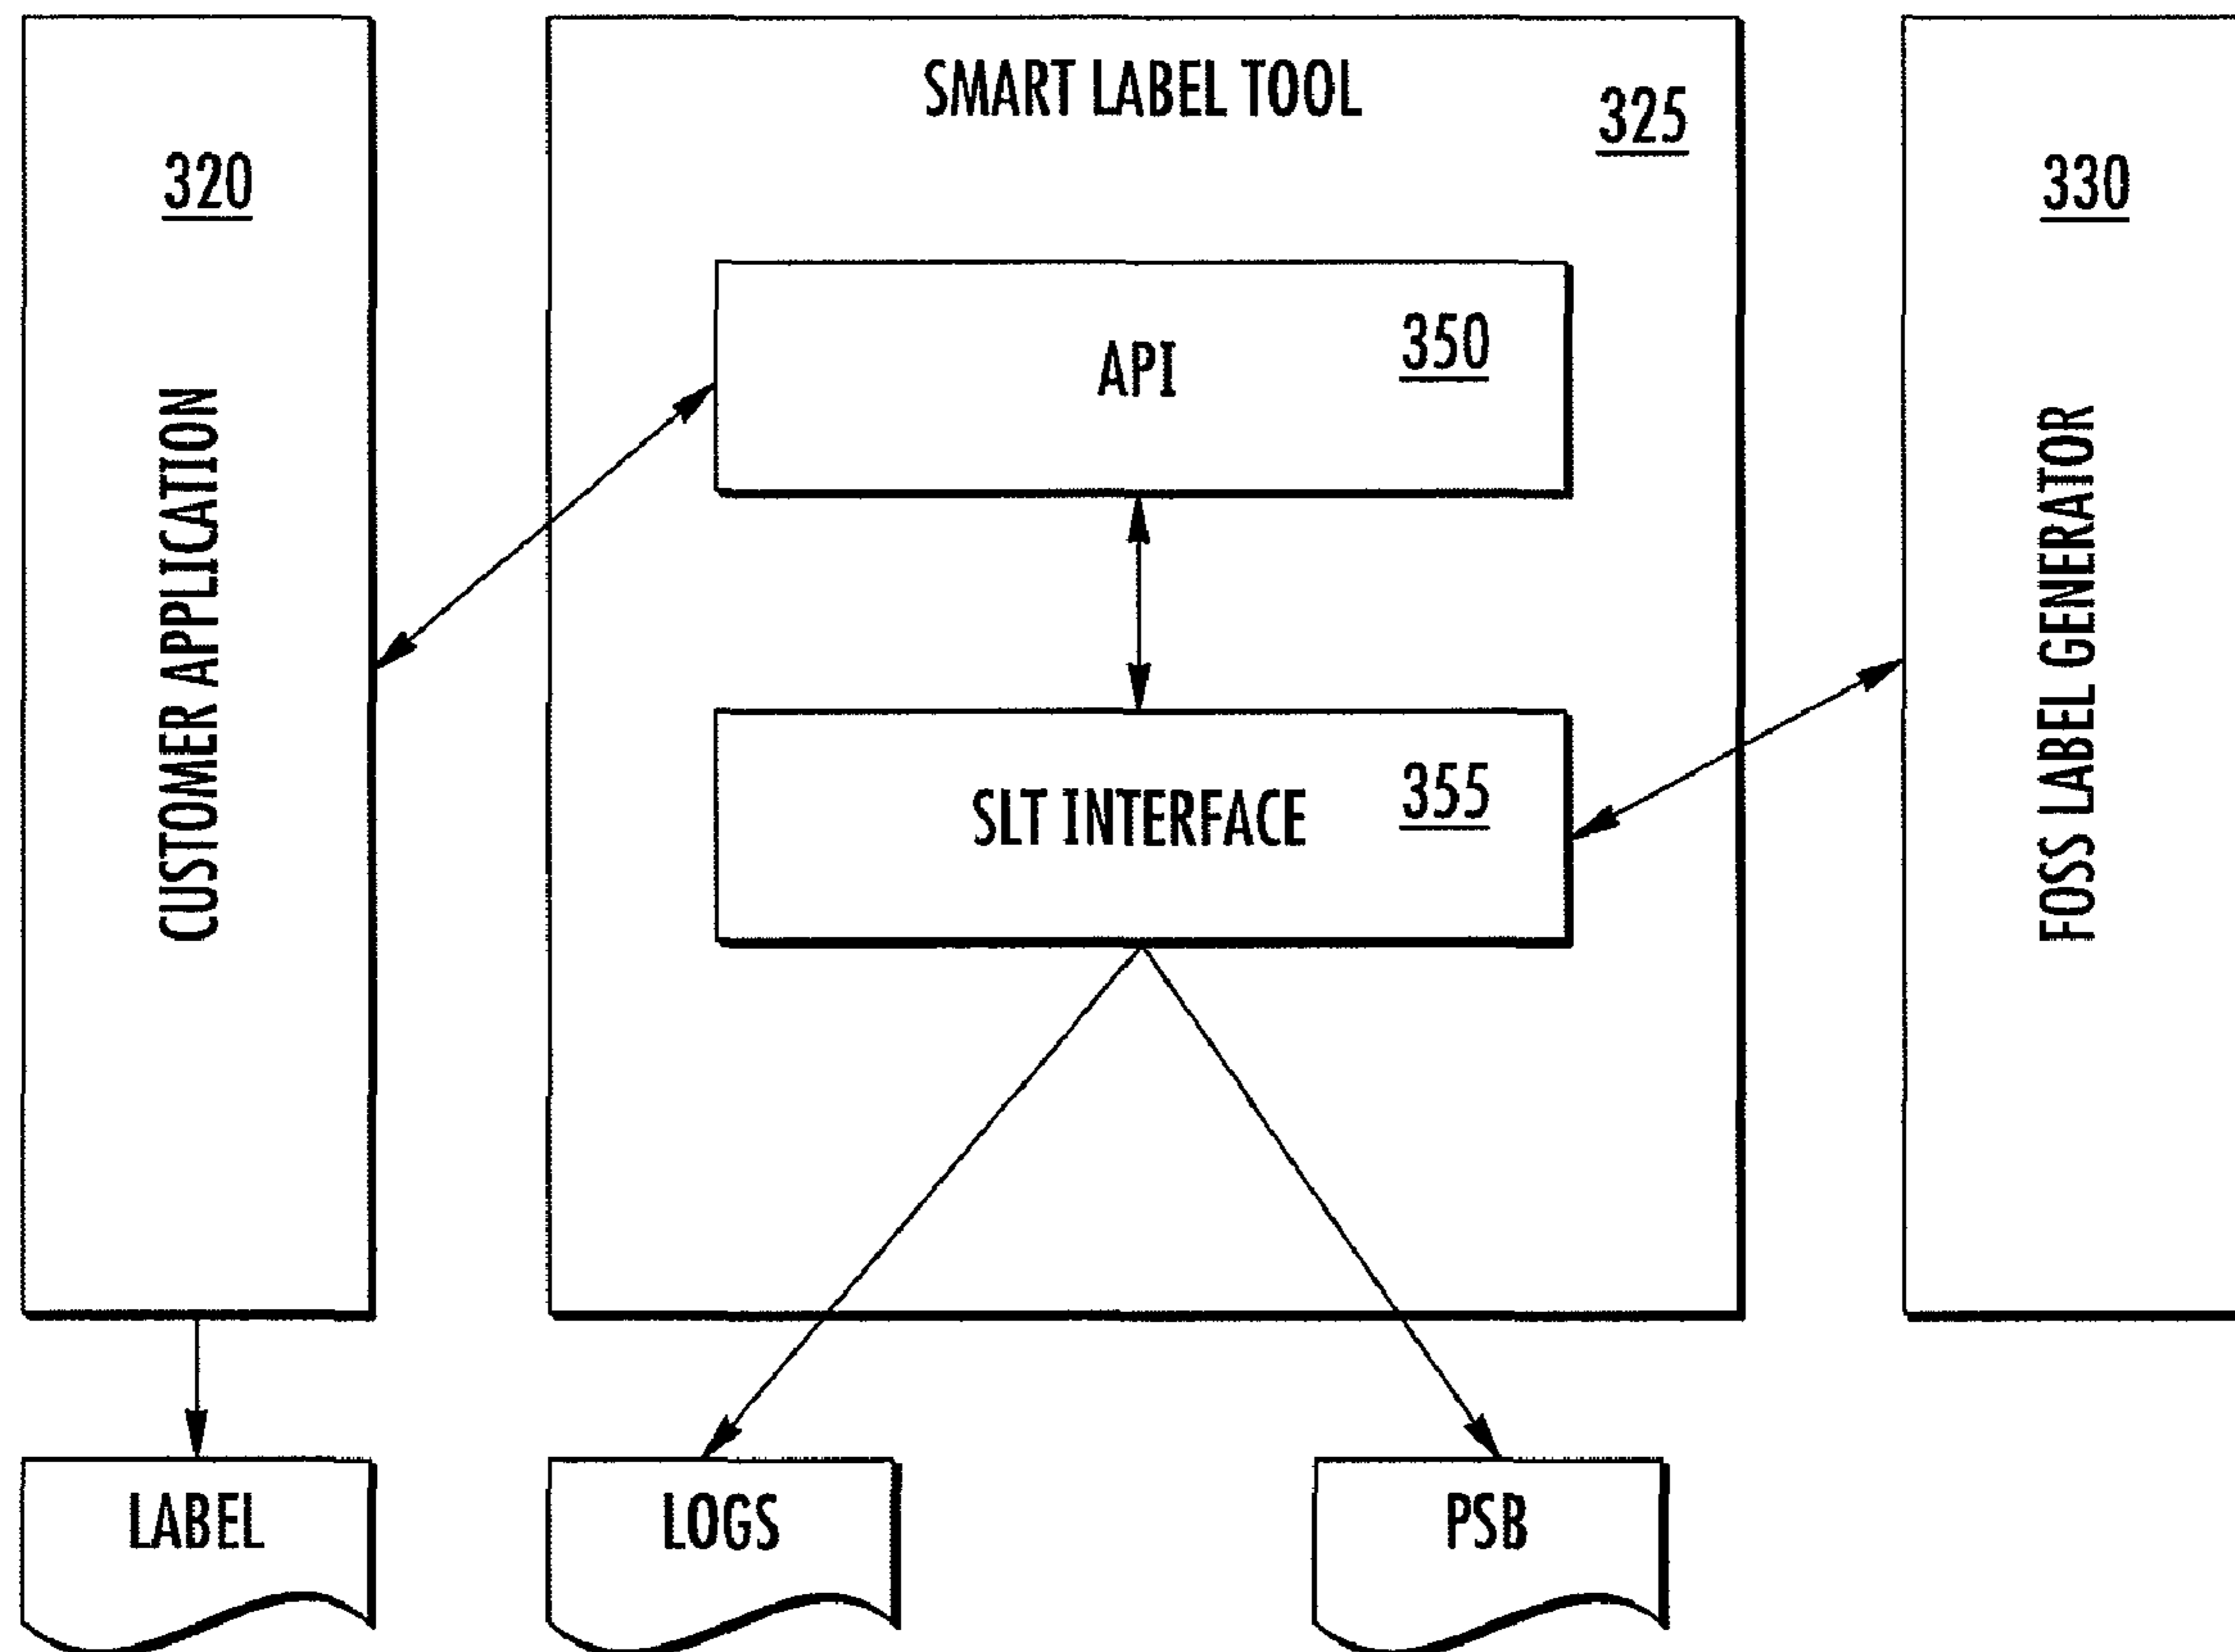 320
CUSTOMER APPLICATION
SMART LABEL TOOL
325
API
350
SLT INTERFACE
355
330
FOSS LABEL GENERATOR
LABEL
LOGS
PSB